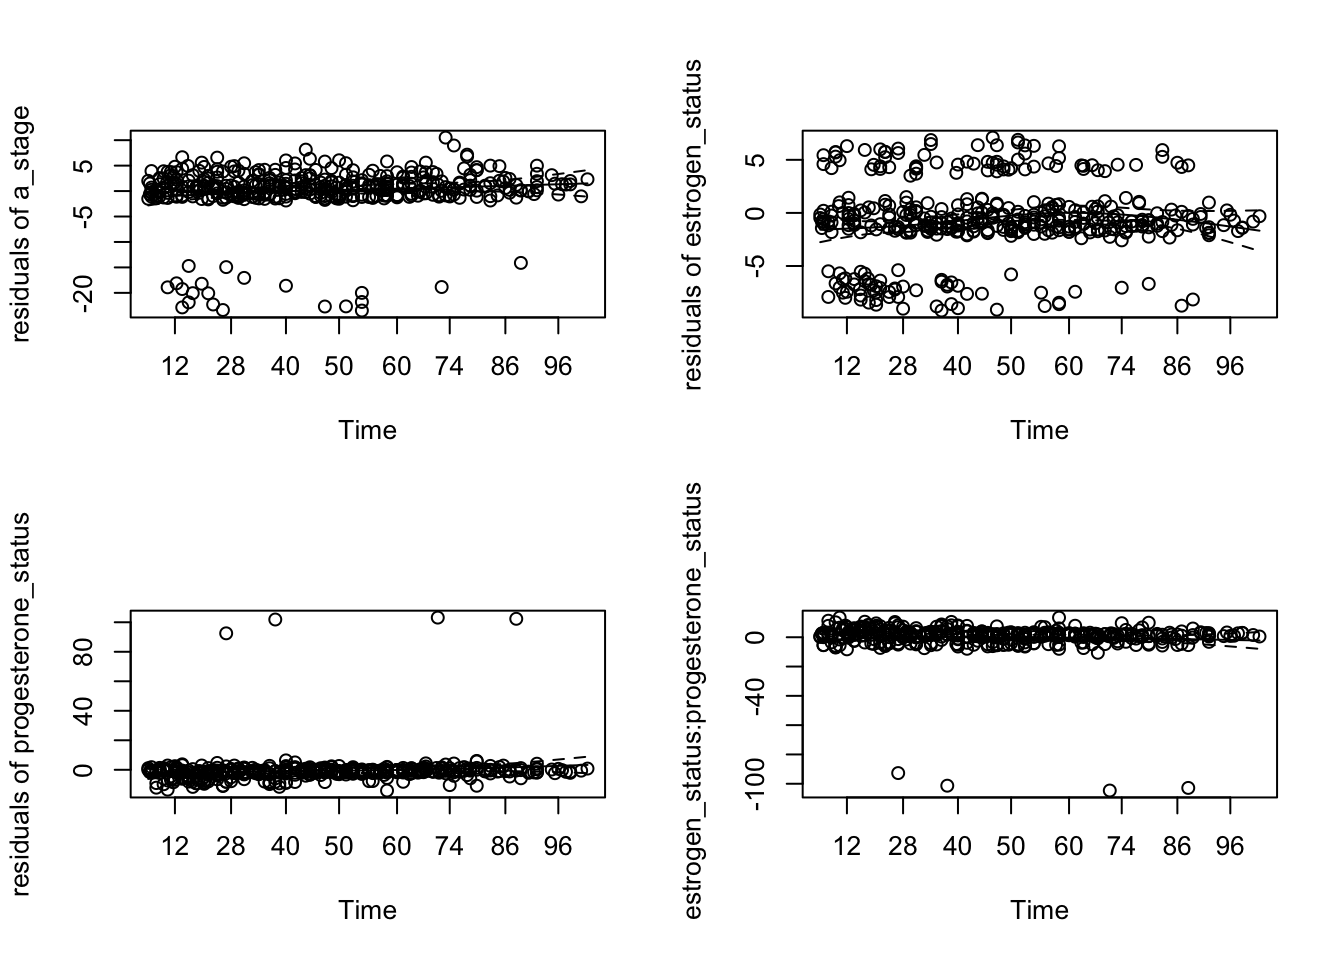 residuals of a_stage
5
-5
-20
12 28 40 50 60 74 86 96
Time
residuals of estrogen_status
5
0
-5
12 28 40 50 60 74 86 96
Time
residuals of progesterone_status
80
40
0
12 28 40 50 60 74 86 96
Time
estrogen_status:progesterone_status
0
-40
-100
12 28 40 50 60 74 86 96
Time